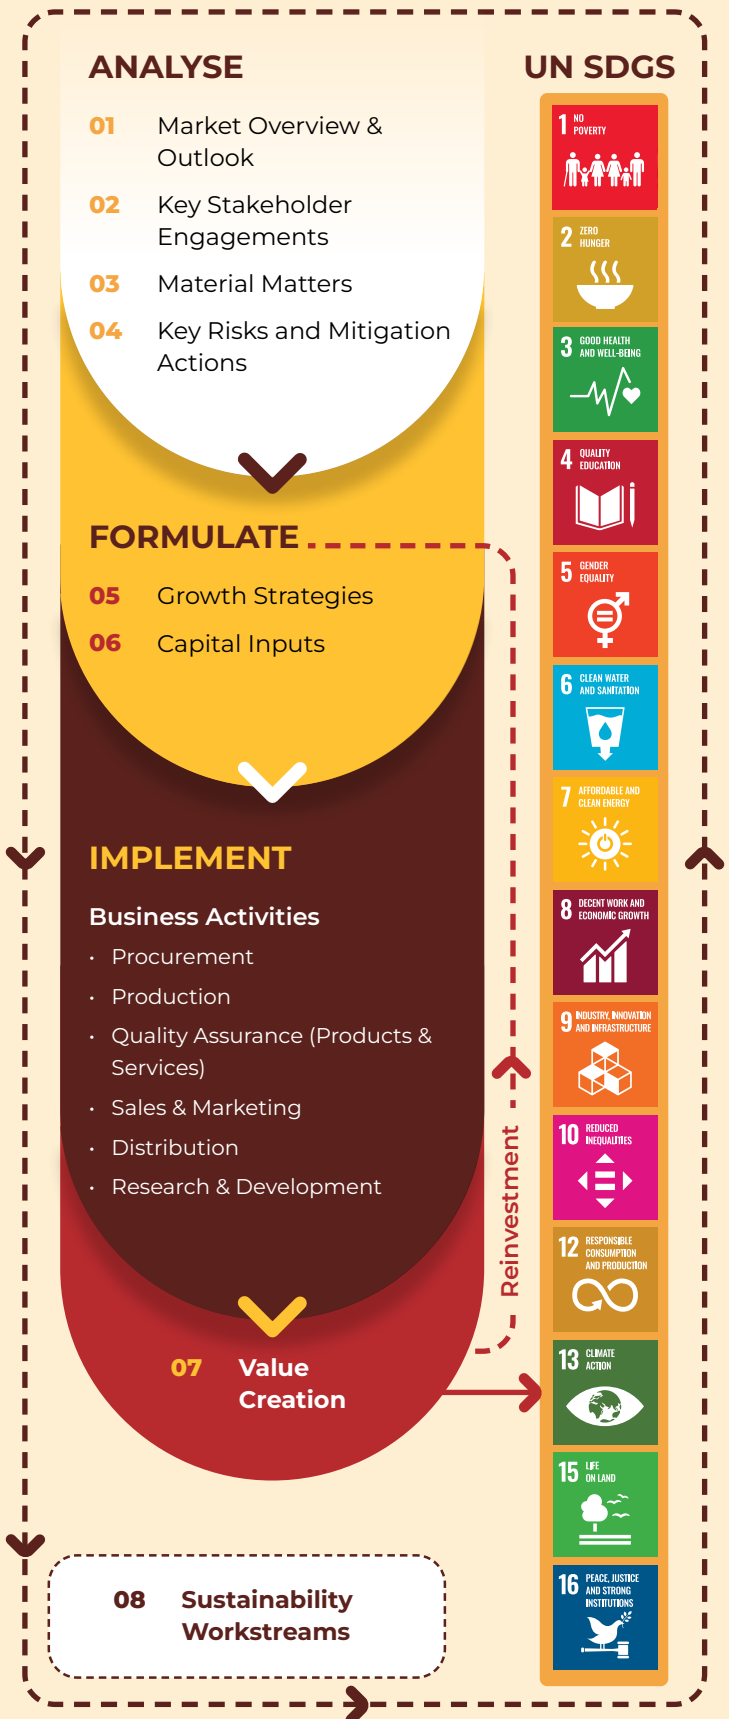 ANALYSE
01 Market Overview &
Outlook
02 Key Stakeholder
Engagements
03 Material Matters
04 Key Risks and Mitigation
Actions
FORMULATE
05 Growth Strategies
06 Capital Inputs
IMPLEMENT
Business Activities
• Procurement
• Production
• Quality Assurance (Products &
Services)
• Sales & Marketing
• Distribution
• Research & Development
07 Value
Creation
Reinvestment
08 Sustainability
Workstreams
UN SDGS
1 NO
POVERTY
2 ZERO
HUNGER
3 GOOD HEALTH
AND WELL-BEING
4 QUALITY
EDUCATION
5 GENDER
EQUALITY
6 CLEAN WATER
AND SANITATION
7 AFFORDABLE AND
CLEAN ENERGY
8 DECENT WORK AND
ECONOMIC GROWTH
9 INDUSTRY, INNOVATION
AND INFRASTRUCTURE
10 REDUCED
INEQUALITIES
12 RESPONSIBLE
CONSUMPTION
AND PRODUCTION
13 CLIMATE
ACTION
15 LIFE
ON LAND
16 PEACE, JUSTICE
AND STRONG
INSTITUTIONS